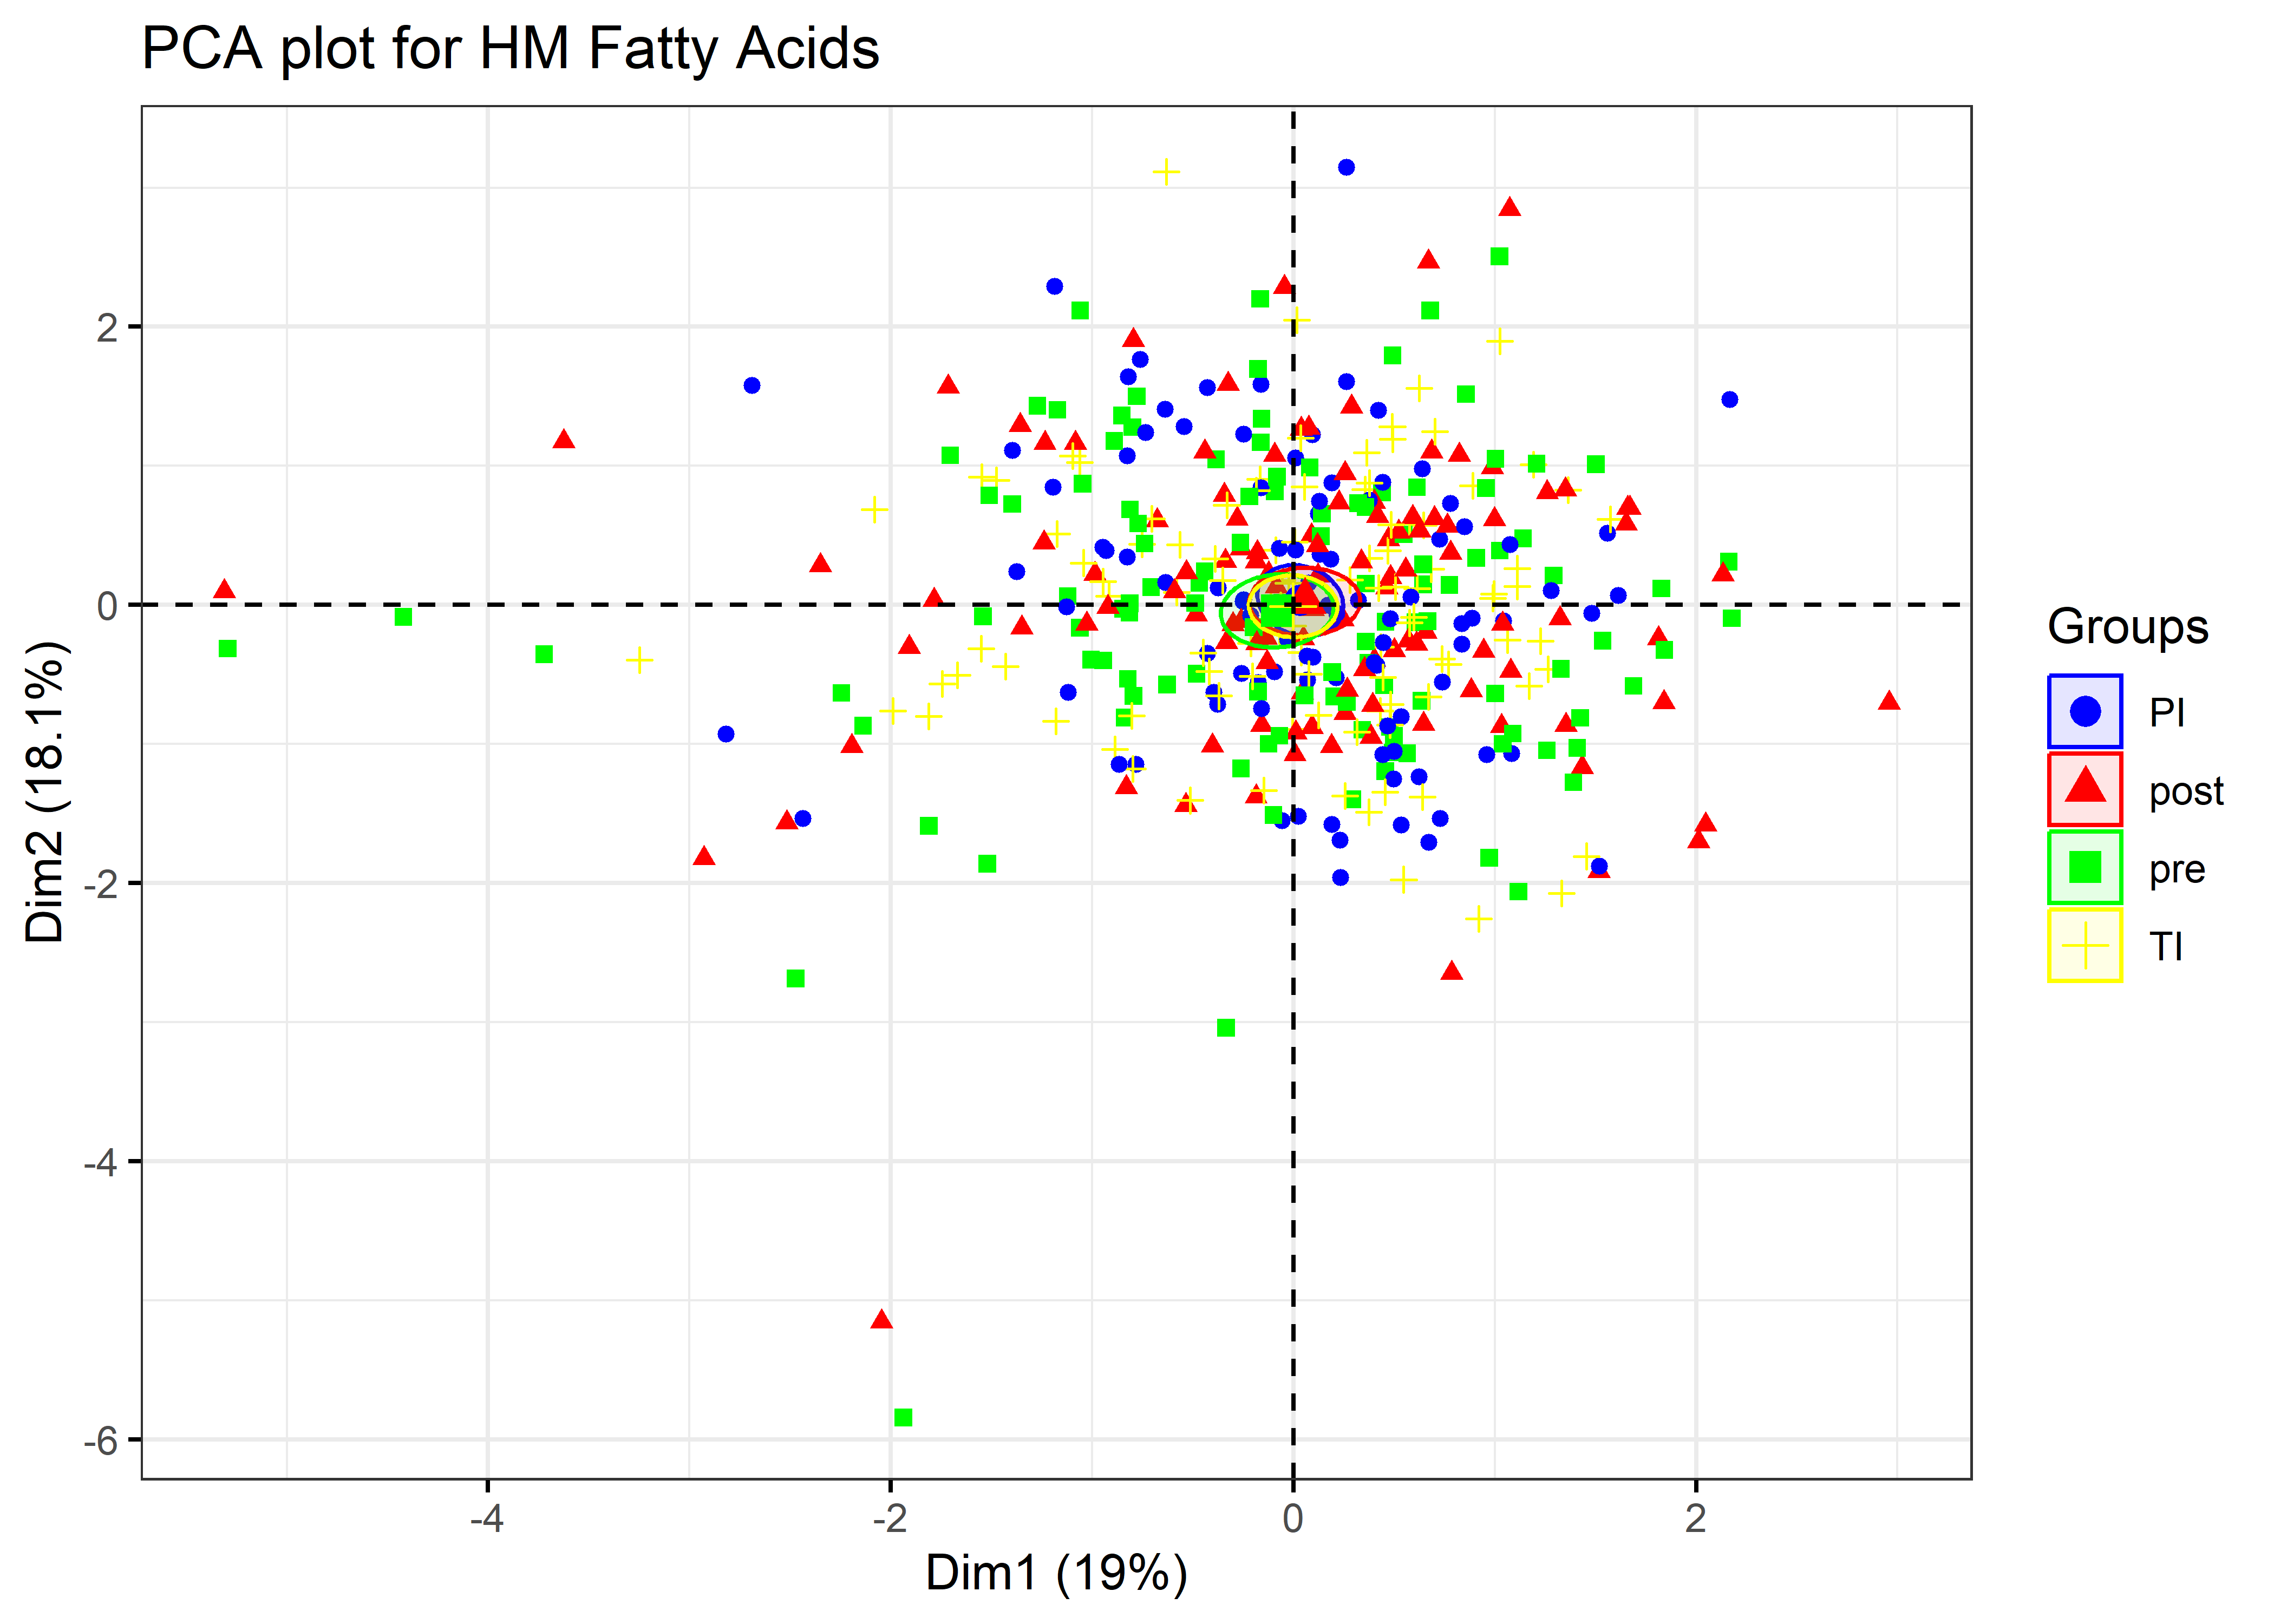 PCA plot for HM Fatty Acids
Dim2 (18.1%)
2
0
-2
-4
-6
-4
-2
0
2
Dim1 (19%)
Groups
PI
post
pre
TI